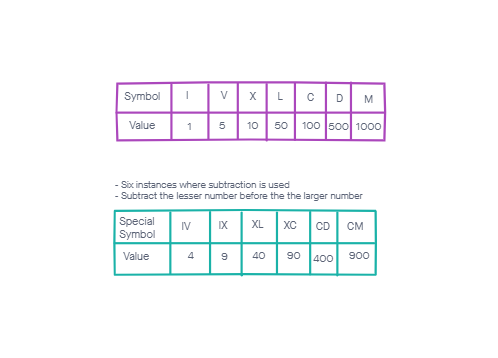 Symbol I V X L C D M
Value 1 5 10 50 100 500 1000
- Six instances where subtraction is used
- Subtract the lesser number before the the larger number
Special Symbol IV IX XL XC CD CM
Value 4 9 40 90 400 900